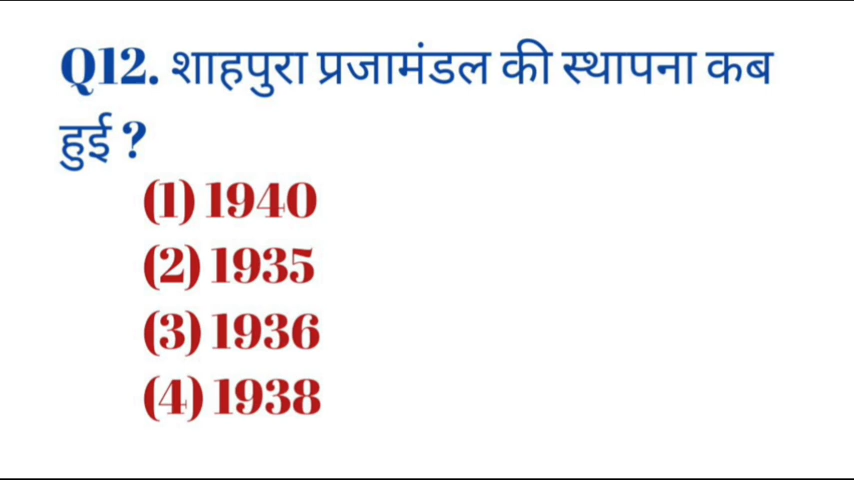 Q12. शाहपुरा प्रजामंडल की स्थापना कब
हुई ?
(1) 1940
(2) 1935
(3) 1936
(4) 1938